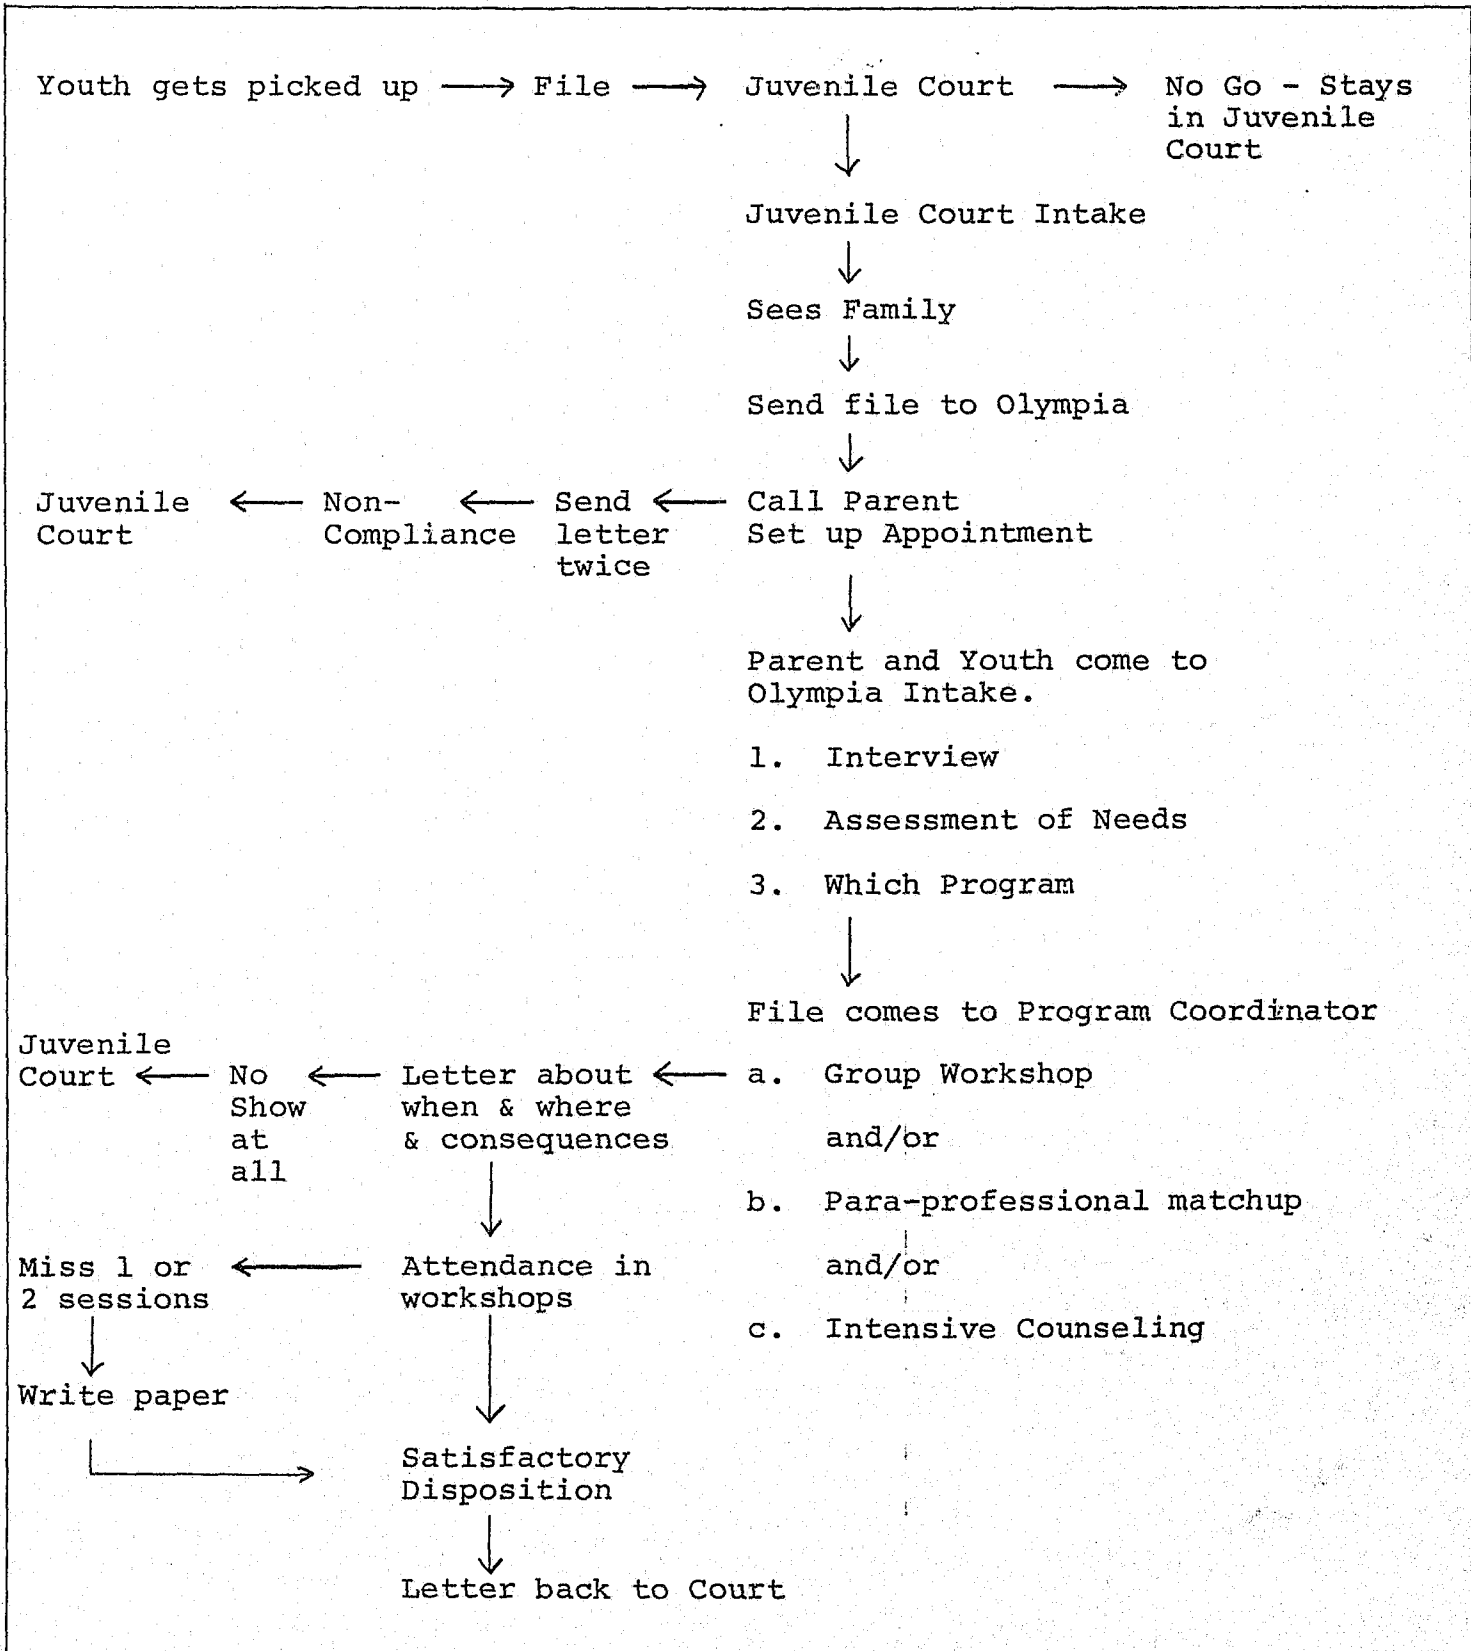 Youth gets picked up → File → Juvenile Court → No Go - Stays
in Juvenile
Court
Juvenile Court Intake
Sees Family
Send file to Olympia
Juvenile ← Non- ← Send ← Call Parent
Court Compliance letter Set up Appointment
twice
Parent and Youth come to
Olympia Intake.
1. Interview
2. Assessment of Needs
3. Which Program
File comes to Program Coordinator
Juvenile
Court ← No ← Letter about ← a. Group Workshop
Show when & where
at & consequences and/or
all
b. Para-professional matchup
Miss 1 or ← Attendance in and/or
2 sessions workshops
c. Intensive Counseling
Write paper
Satisfactory
Disposition
Letter back to Court